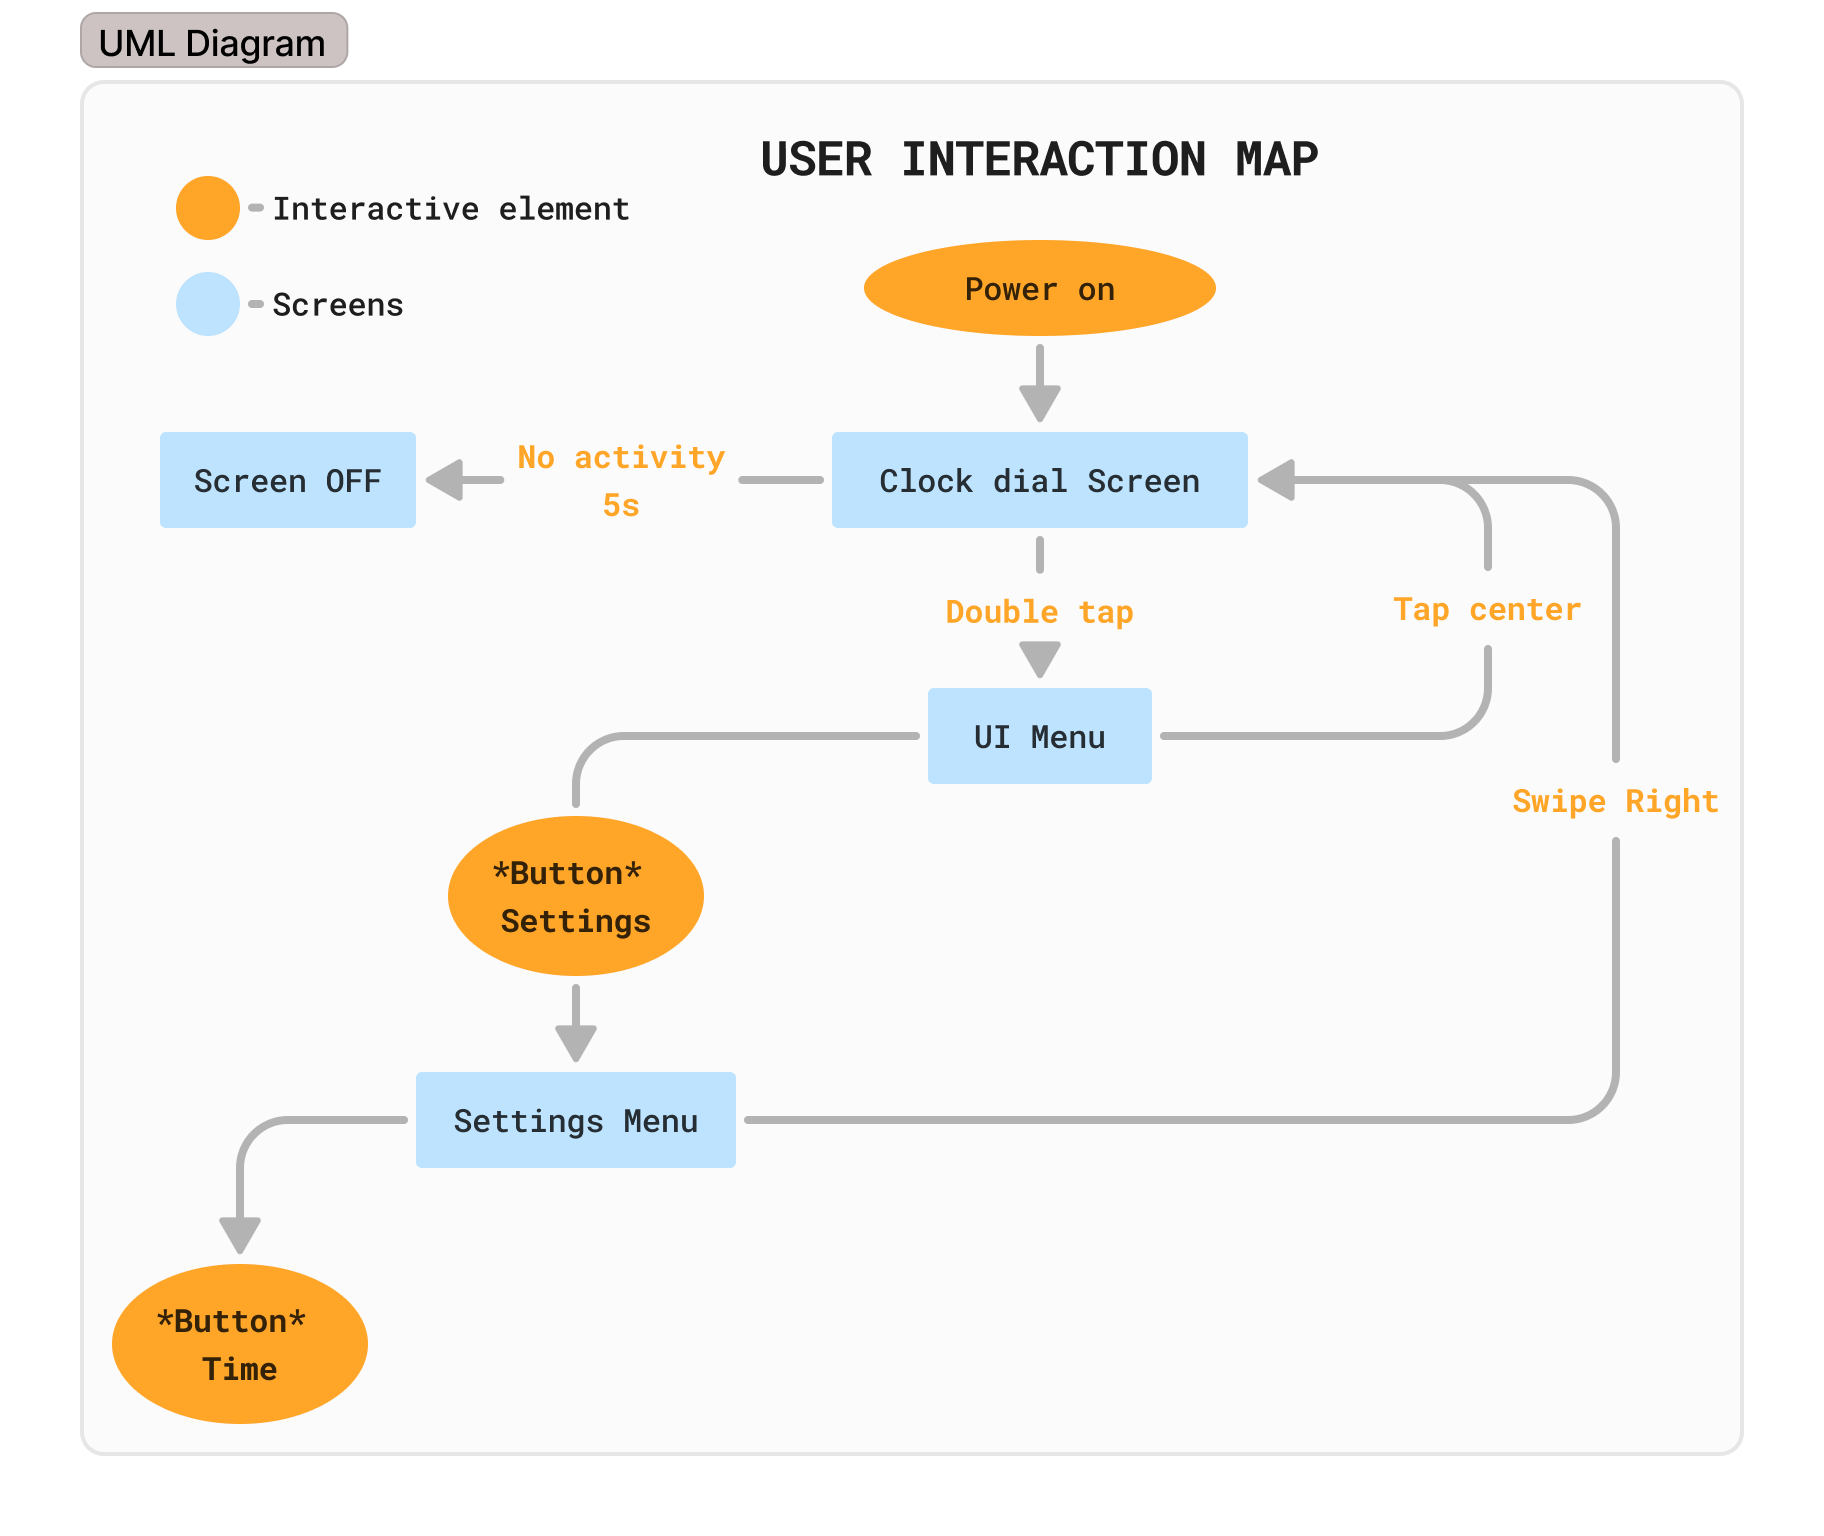 UML Diagram
USER INTERACTION MAP
Interactive element
Screens
Power on
Screen OFF
No activity
5s
Clock dial Screen
Double tap
Tap center
UI Menu
Swipe Right
*Button*
Settings
Settings Menu
*Button*
Time